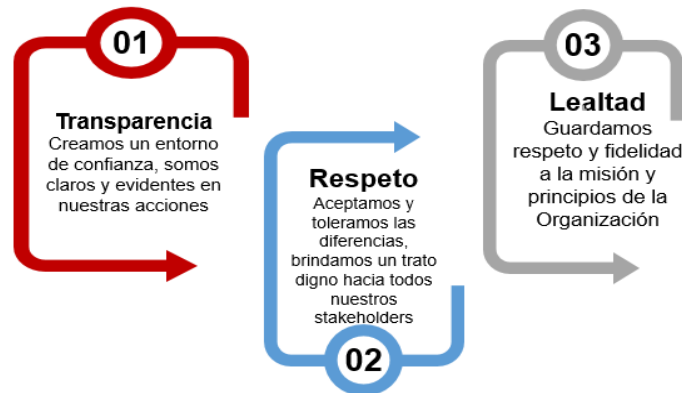 01
Transparencia
Creamos un entorno
de confianza, somos
claros y evidentes en
nuestras acciones
Respeto
Aceptamos y
toleramos las
diferencias,
brindamos un trato
digno hacia todos
nuestros
stakeholders
02
03
Lealtad
Guardamos
respeto y fidelidad
a la misión y
principios de la
Organización